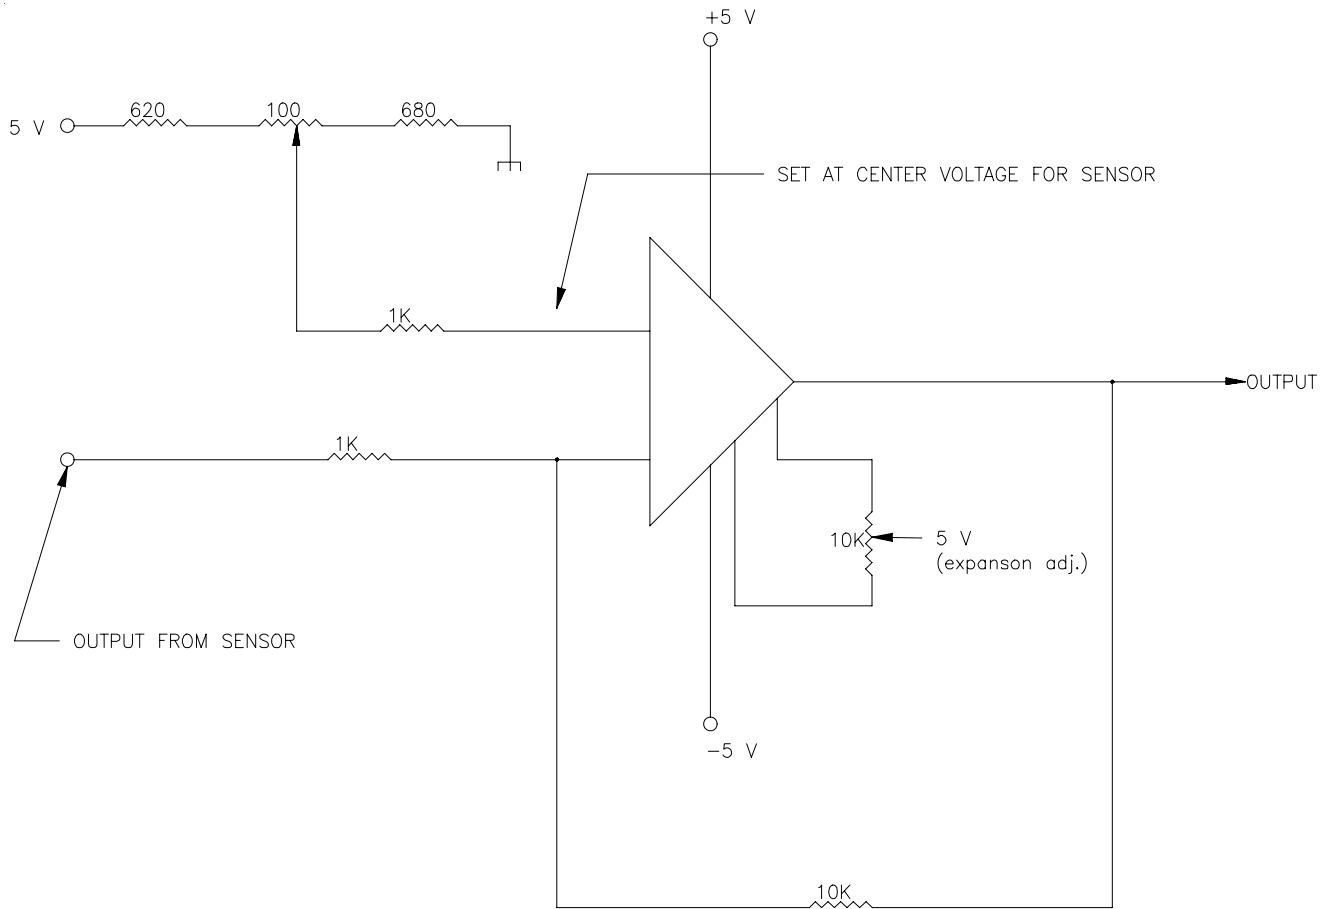 +5 V
620
100
680
5 V
SET AT CENTER VOLTAGE FOR SENSOR
1K
OUTPUT
1K
10K
5 V
(expanson adj.)
OUTPUT FROM SENSOR
-5 V
10K